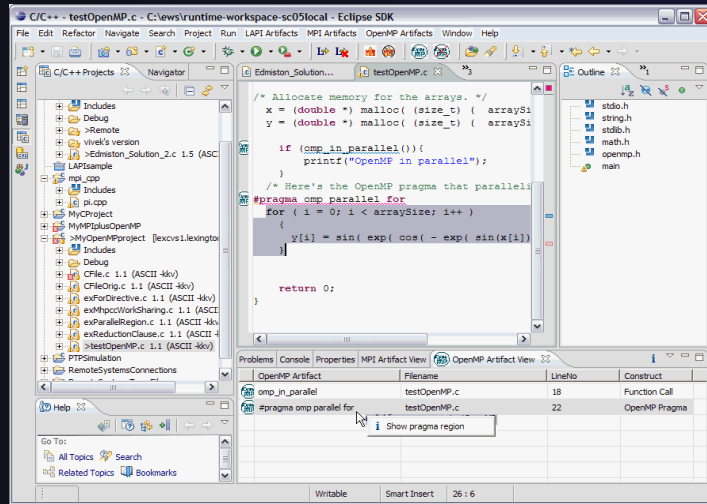 C/C++ - testOpenMP.c - C:\ews\runtime-workspace-sc05local - Eclipse SDK
File Edit Refactor Navigate Search Project Run LAPI Artifacts MPI Artifacts OpenMP Artifacts Window Help
C/C++ Projects Navigator
Includes
Debug
>Remote
vivek's version
>Edmiston_Solution_2.c 1.5 (ASC
LAPIsample
mpi_cpp
Includes
pi.cpp
MyCProject
MyMPIplusOpenMP
>MyOpenMPproject [lexcvs1.lexington
Includes
Debug
CFile.c 1.1 (ASCII -kkv)
CFileOrig.c 1.1 (ASCII -kkv)
exForDirective.c 1.1 (ASCII -kkv)
exMhpccWorkSharing.c 1.1 (ASCII
exParallelRegion.c 1.1 (ASCII -kkv
exReductionClause.c 1.1 (ASCII -k
>testOpenMP.c 1.1 (ASCII -kkv)
PTPSimulation
RemoteSystemsConnections
Help
Go To:
All Topics Search
Related Topics Bookmarks
Edmiston_Solution... testOpenMP.c »3
/* Allocate memory for the arrays. */
x = (double *) malloc( (size_t) ( arraySi
y = (double *) malloc( (size_t) ( arraySi
if (omp_in_parallel()){
printf("OpenMP in parallel");
}
/* Here's the OpenMP pragma that paralleli
#pragma omp parallel for
for ( i = 0; i < arraySize; i++ )
{
y[i] = sin( exp( cos( - exp( sin(x[i])
}
return 0;
}
Outline »1
stdio.h
string.h
stdlib.h
math.h
openmp.h
main
Problems Console Properties MPI Artifact View OpenMP Artifact View
OpenMP Artifact Filename LineNo Construct
omp_in_parallel testOpenMP.c 18 Function Call
#pragma omp parallel for testOpenMP.c 22 OpenMP Pragma
Show pragma region
Writable Smart Insert 26 : 6